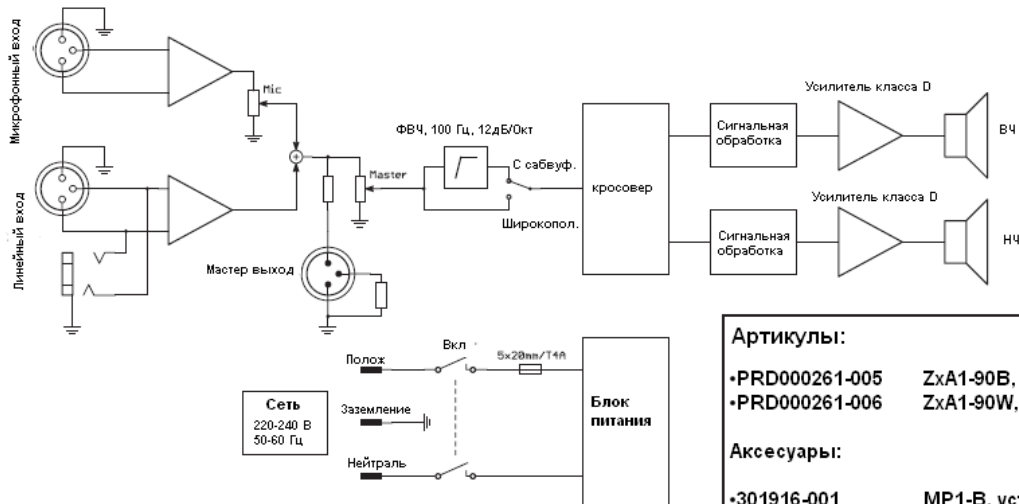 Микрофонный вход
Mic
Линейный вход
Master
Мастер выход
ФВЧ, 100 Гц, 12дБ/Окт
С сабвуф.
Широкопол.
кросовер
Сигнальная
обработка
Усилитель класса D
ВЧ
Сигнальная
обработка
Усилитель класса D
НЧ
Сеть
220-240 В
50-60 Гц
Полож
Заземление
Нейтраль
Вкл
5x20mm/T4A
Блок
питания
Артикулы:
•PRD000261-005 ZxA1-90B,
•PRD000261-006 ZxA1-90W,
Аксесуары:
•301916-001 MP1-B,